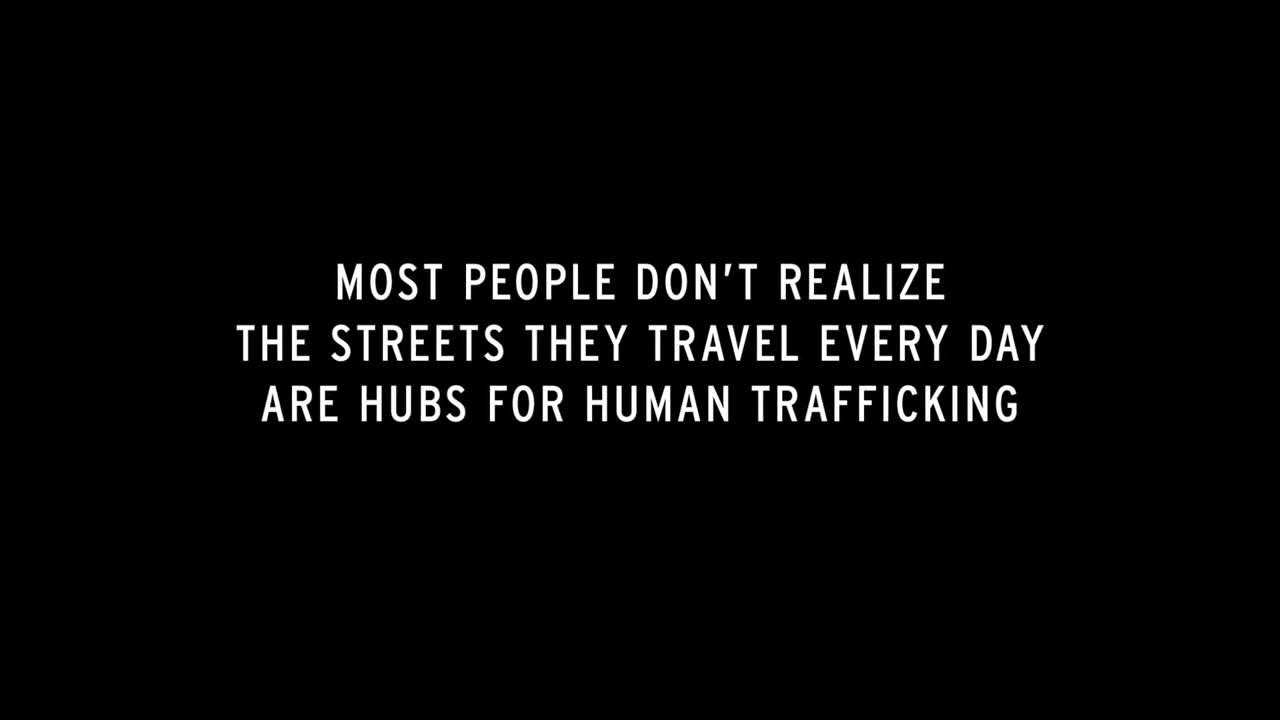 MOST PEOPLE DON'T REALIZE
THE STREETS THEY TRAVEL EVERY DAY
ARE HUBS FOR HUMAN TRAFFICKING